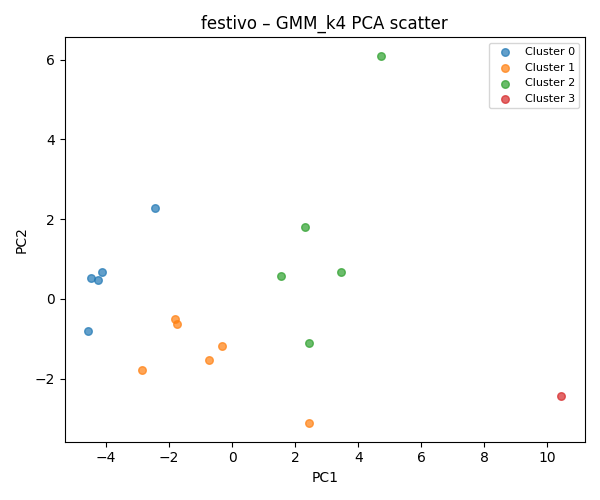 festivo – GMM_k4 PCA scatter
Cluster 0
Cluster 1
Cluster 2
Cluster 3
PC2
6
4
2
0
−2
−4
−2
0
2
4
6
8
10
PC1